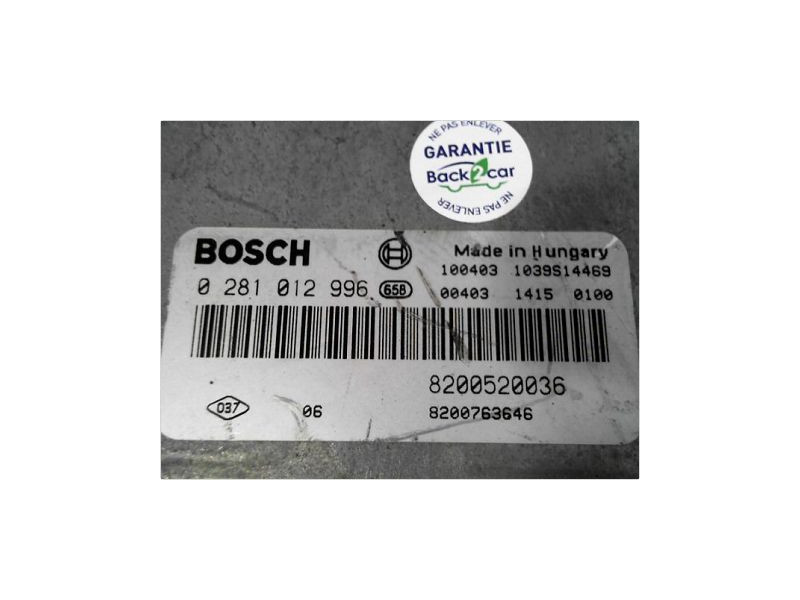 NE PAS ENLEVER
GARANTIE
Back2car
NE PAS ENLEVER
BOSCH
Made in Hungary
100403 1039S14469
0 281 012 996 65B
00403 1415 0100
8200520036
037 06
8200763646